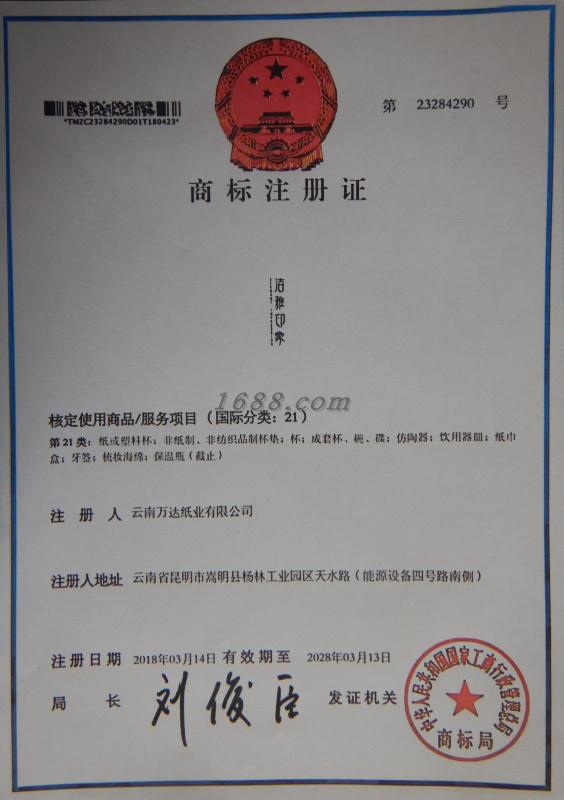 第 23284290 号
*TMZC23284290D01T180423*
商标注册证
洁雅印象
1688.com
核定使用商品/服务项目（国际分类：21）
第21类：纸或塑料杯；非纸制、非纺织品制杯垫；杯；成套杯、碗、碟；仿陶器；饮用器皿；纸巾
盒；牙签；梳妆海绵；保温瓶（截止）
注 册 人 云南万达纸业有限公司
注册人地址 云南省昆明市嵩明县杨林工业园区天水路（能源设备四号路南侧）
注册日期 2018年03月14日 有效期至 2028年03月13日
局 长 刘俊臣 发证机关
中华人民共和国国家工商行政管理总局
商标局